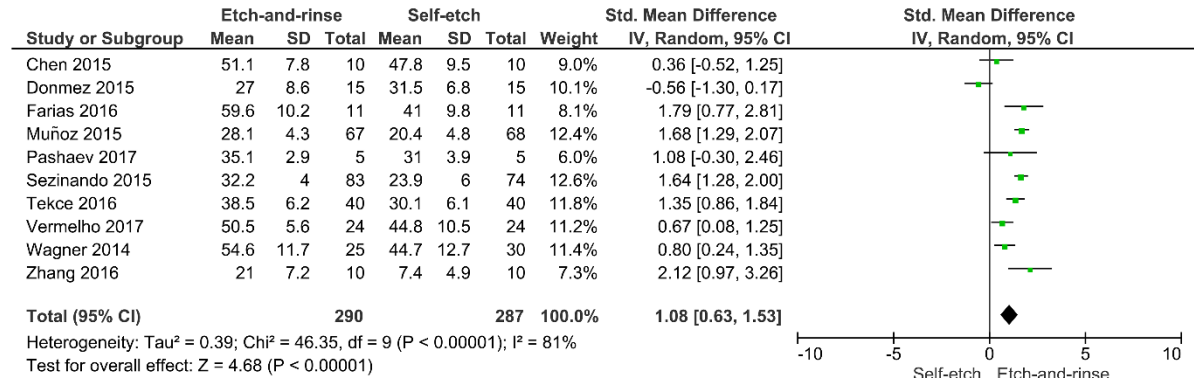 Etch-and-rinse Self-etch Std. Mean Difference Std. Mean Difference
Study or Subgroup Mean SD Total Mean SD Total Weight IV, Random, 95% CI IV, Random, 95% CI
Chen 2015 51.1 7.8 10 47.8 9.5 10 9.0% 0.36 [-0.52, 1.25]
Donmez 2015 27 8.6 15 31.5 6.8 15 10.1% -0.56 [-1.30, 0.17]
Farias 2016 59.6 10.2 11 41 9.8 11 8.1% 1.79 [0.77, 2.81]
Muñoz 2015 28.1 4.3 67 20.4 4.8 68 12.4% 1.68 [1.29, 2.07]
Pashaev 2017 35.1 2.9 5 31 3.9 5 6.0% 1.08 [-0.30, 2.46]
Sezinando 2015 32.2 4 83 23.9 6 74 12.6% 1.64 [1.28, 2.00]
Tekce 2016 38.5 6.2 40 30.1 6.1 40 11.8% 1.35 [0.86, 1.84]
Vermelho 2017 50.5 5.6 24 44.8 10.5 24 11.2% 0.67 [0.08, 1.25]
Wagner 2014 54.6 11.7 25 44.7 12.7 30 11.4% 0.80 [0.24, 1.35]
Zhang 2016 21 7.2 10 7.4 4.9 10 7.3% 2.12 [0.97, 3.26]
Total (95% CI) 290 287 100.0% 1.08 [0.63, 1.53]
Heterogeneity: Tau² = 0.39; Chi² = 46.35, df = 9 (P < 0.00001); I² = 81%
Test for overall effect: Z = 4.68 (P < 0.00001)
-10 -5 0 5 10
Self-etch Etch-and-rinse